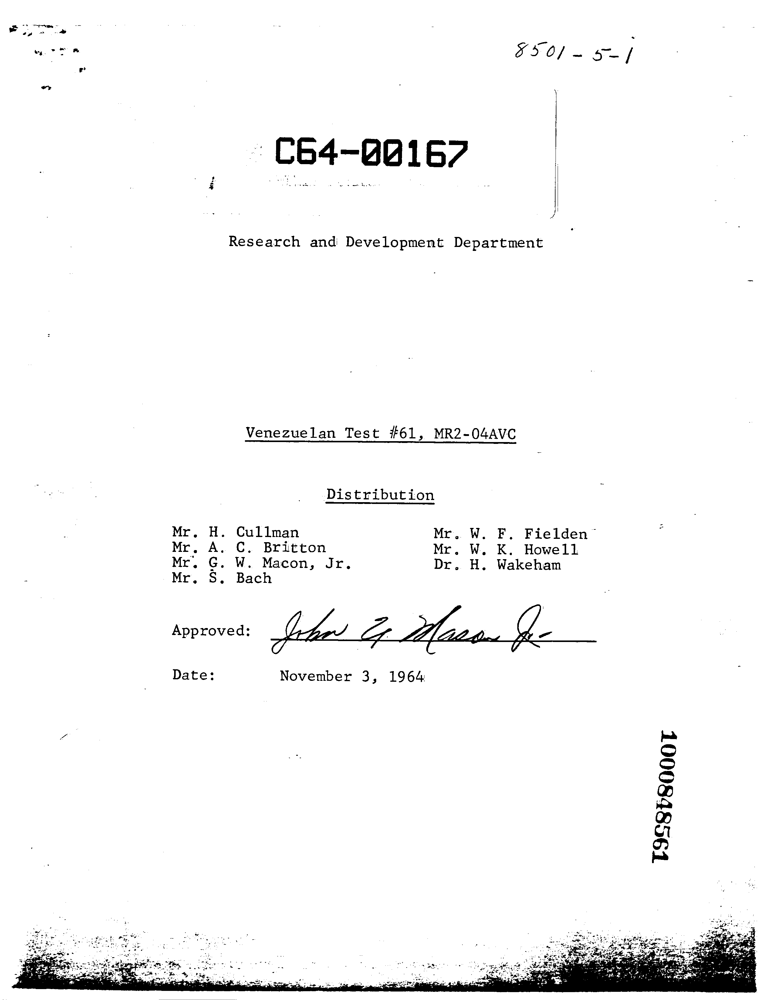 8501-5-1
C64-00167
Research and Development Department
Venezuelan Test #61, MR2-04AVC
Distribution
Mr. H. Cullman
Mr. A. C. Britton
Mr. G. W. Macon, Jr.
Mr. S. Bach
Mr. W. F. Fielden
Mr. W. K. Howell
Dr. H. Wakeham
Approved: John Mason Jr.
Date: November 3, 1964
1000848561